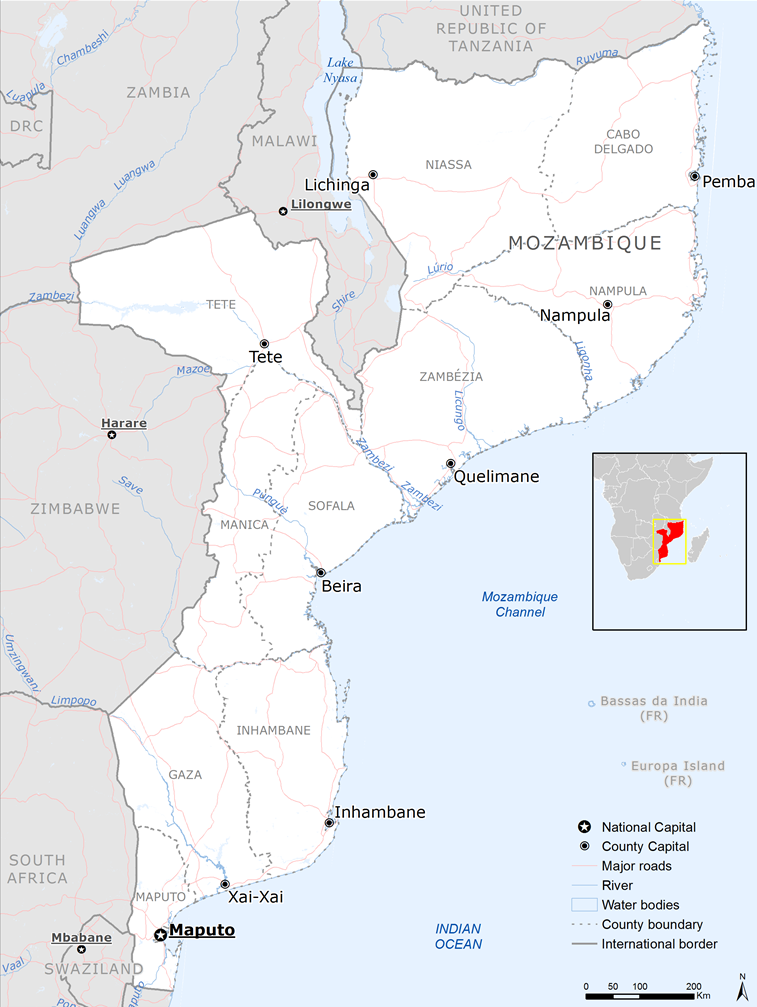 UNITED
REPUBLIC OF
TANZANIA
Chambeshi
Ruvuma
Lake
Nyasa
Luapula
ZAMBIA
DRC
MALAWI
CABO
DELGADO
NIASSA
Luangwa
Lichinga
Pemba
Lilongwe
Luangwa
MOZAMBIQUE
Lúrio
Zambezi
TETE
Shire
NAMPULA
Nampula
Tete
Mazoe
Ligonha
ZAMBÉZIA
Licungo
Harare
Zambezi
Quelimane
Save
Pungué
Zambezi
SOFALA
ZIMBABWE
MANICA
Beira
Mozambique
Channel
Umzingwani
Limpopo
Bassas da India
(FR)
INHAMBANE
Europa Island
(FR)
GAZA
Inhambane
National Capital
County Capital
SOUTH
AFRICA
Major roads
River
MAPUTO
Xai-Xai
Water bodies
County boundary
Maputo
Mbabane
INDIAN
OCEAN
International border
Vaal
SWAZILAND
Maputo
0 50 100 200
Km
N